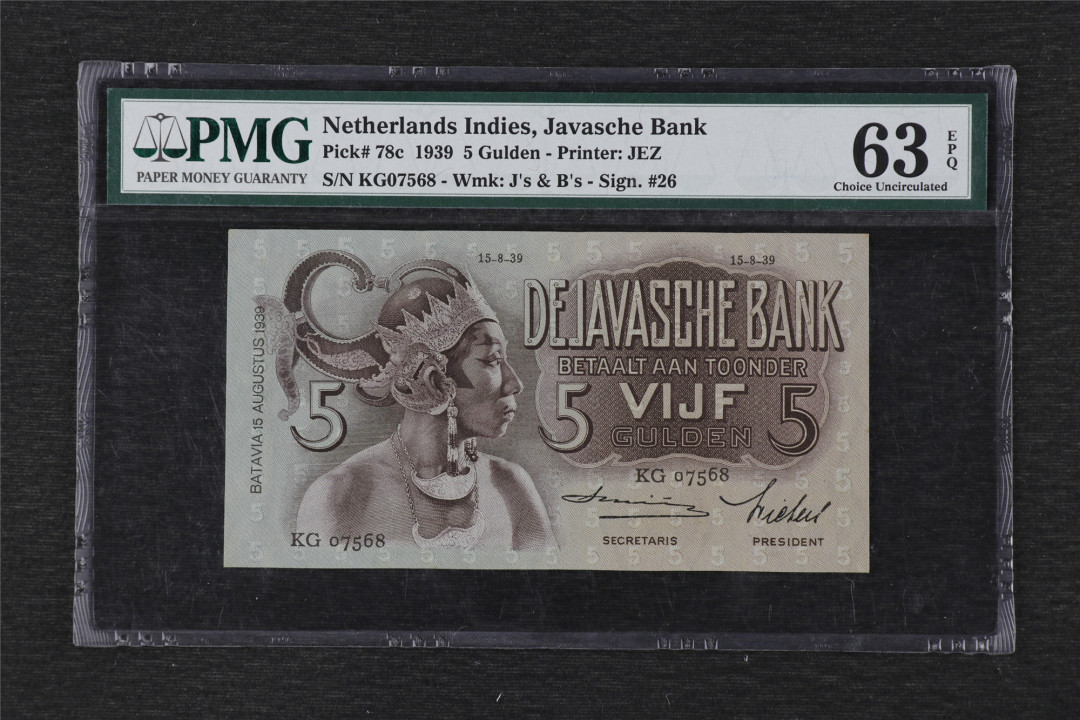 PMG
PAPER MONEY GUARANTY
Netherlands Indies, Javasche Bank
Pick# 78c 1939 5 Gulden - Printer: JEZ
S/N KG07568 - Wmk: J's & B's - Sign. #26
63
EPQ
Choice Uncirculated
15-8-39
15-8-39
DE JAVASCHE BANK
BETAALT AAN TOONDER
VIJF
5
5
5
GULDEN
BATAVIA 15 AUGUSTUS 1939
KG 07568
KG 07568
SECRETARIS
PRESIDENT